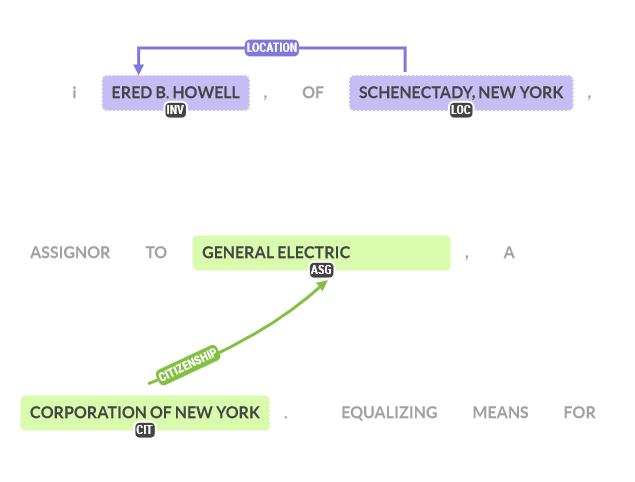 LOCATION
i ERED B. HOWELL , OF SCHENECTADY, NEW YORK ,
INV LOC
ASSIGNOR TO GENERAL ELECTRIC , A
ASG
CITIZENSHIP
CORPORATION OF NEW YORK . EQUALIZING MEANS FOR
CIT